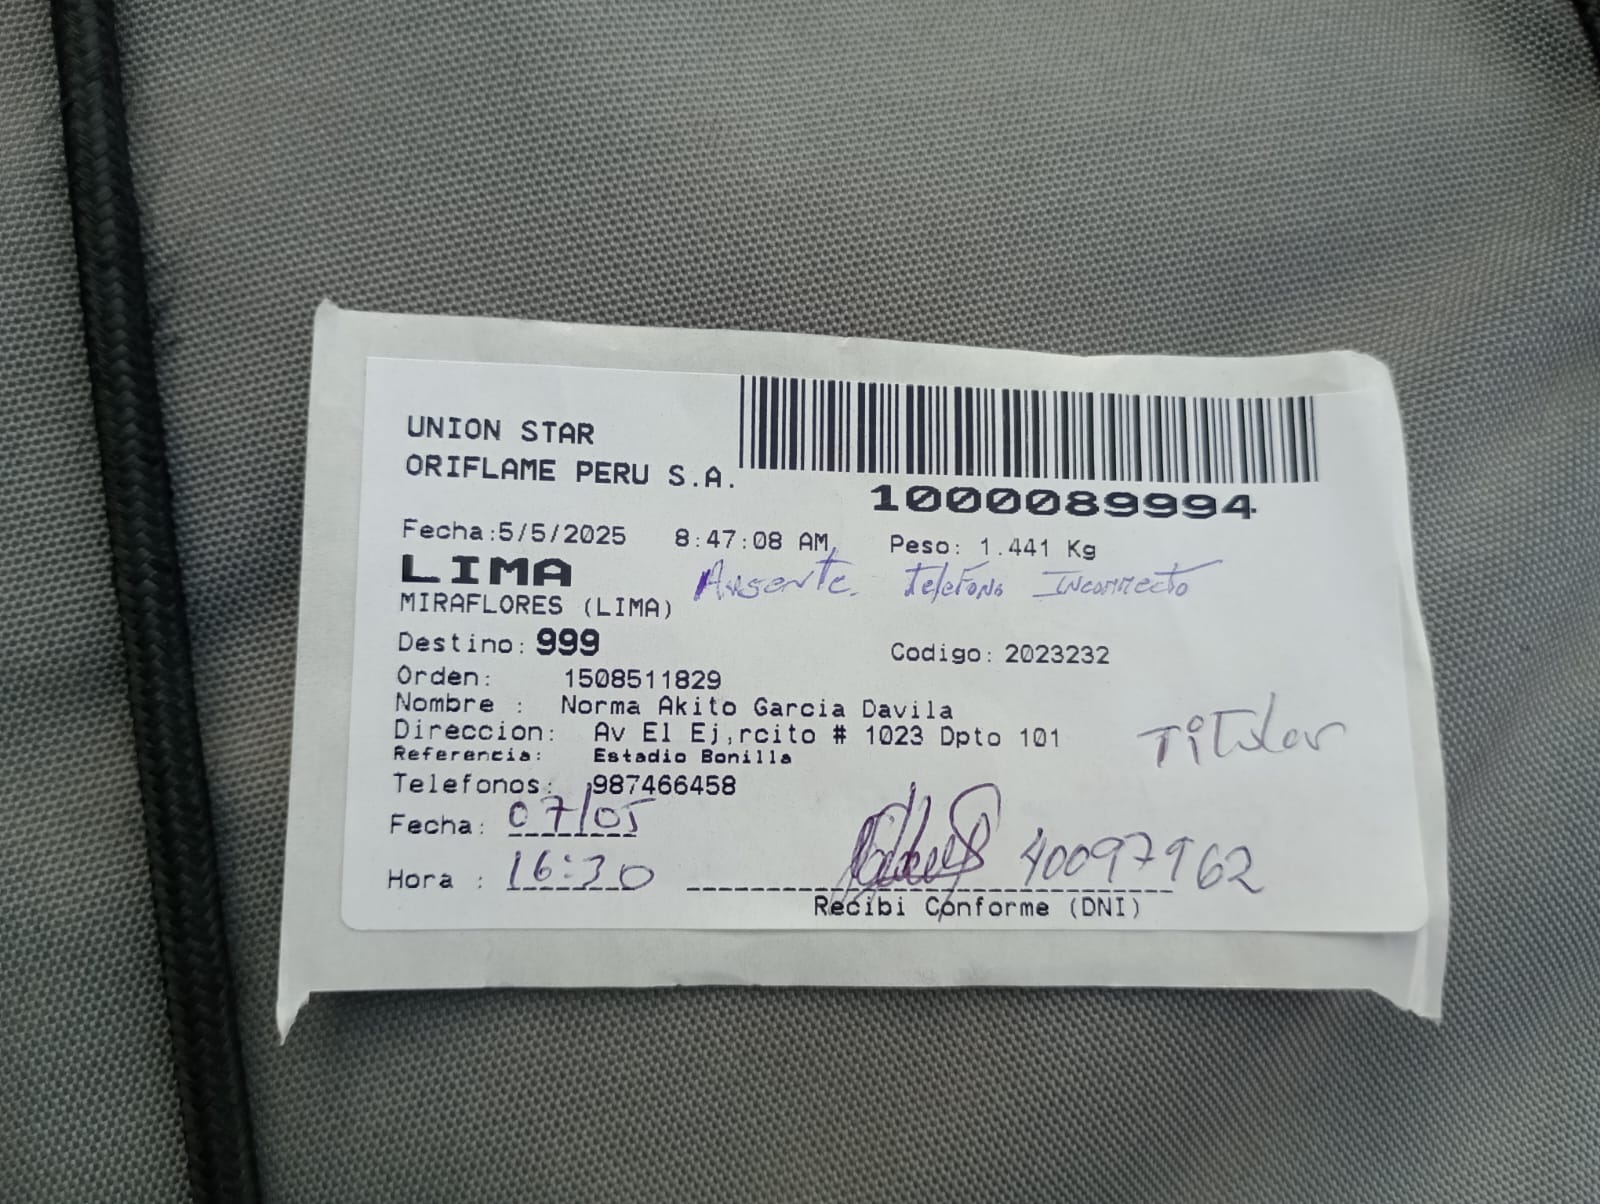 UNION STAR
ORIFLAME PERU S.A.
1000089994
Fecha:5/5/2025 8:47:08 AM Peso: 1.441 Kg
LIMA
Ausente. Telefono Incorrecto
MIRAFLORES (LIMA)
Destino: 999 Codigo: 2023232
Orden: 1508511829
Nombre : Norma Akito Garcia Davila
Direccion: Av El Ej,rcito # 1023 Dpto 101
Titular
Referencia: Estadio Bonilla
Telefonos: ,987466458
Fecha: 07/05
Hora : 16:30
40097962
Recibi Conforme (DNI)